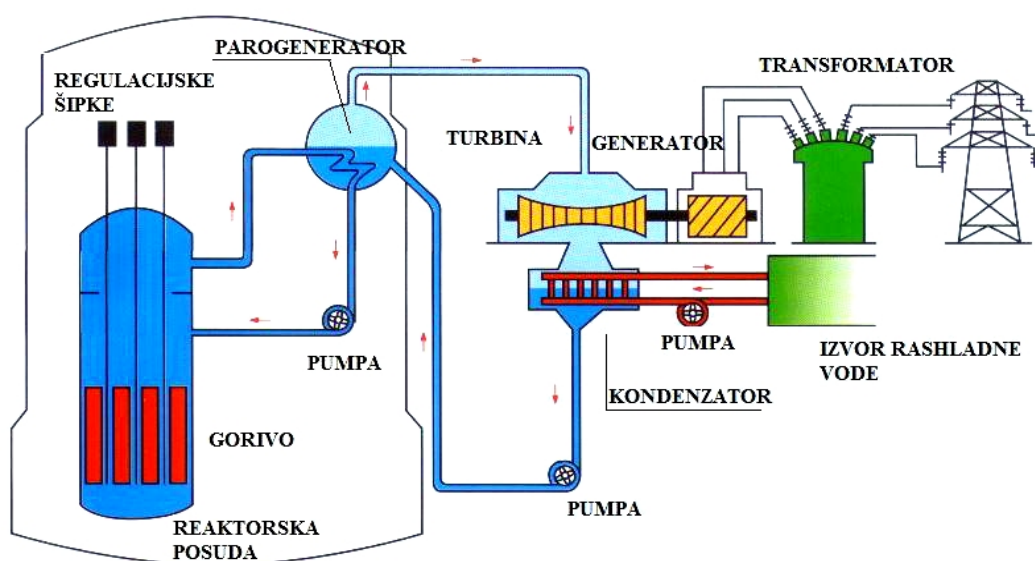 PAROGENERATOR
REGULACIJSKE
ŠIPKE
TRANSFORMATOR
TURBINA
GENERATOR
PUMPA
PUMPA
IZVOR RASHLADNE
VODE
KONDENZATOR
GORIVO
PUMPA
REAKTORSKA
POSUDA